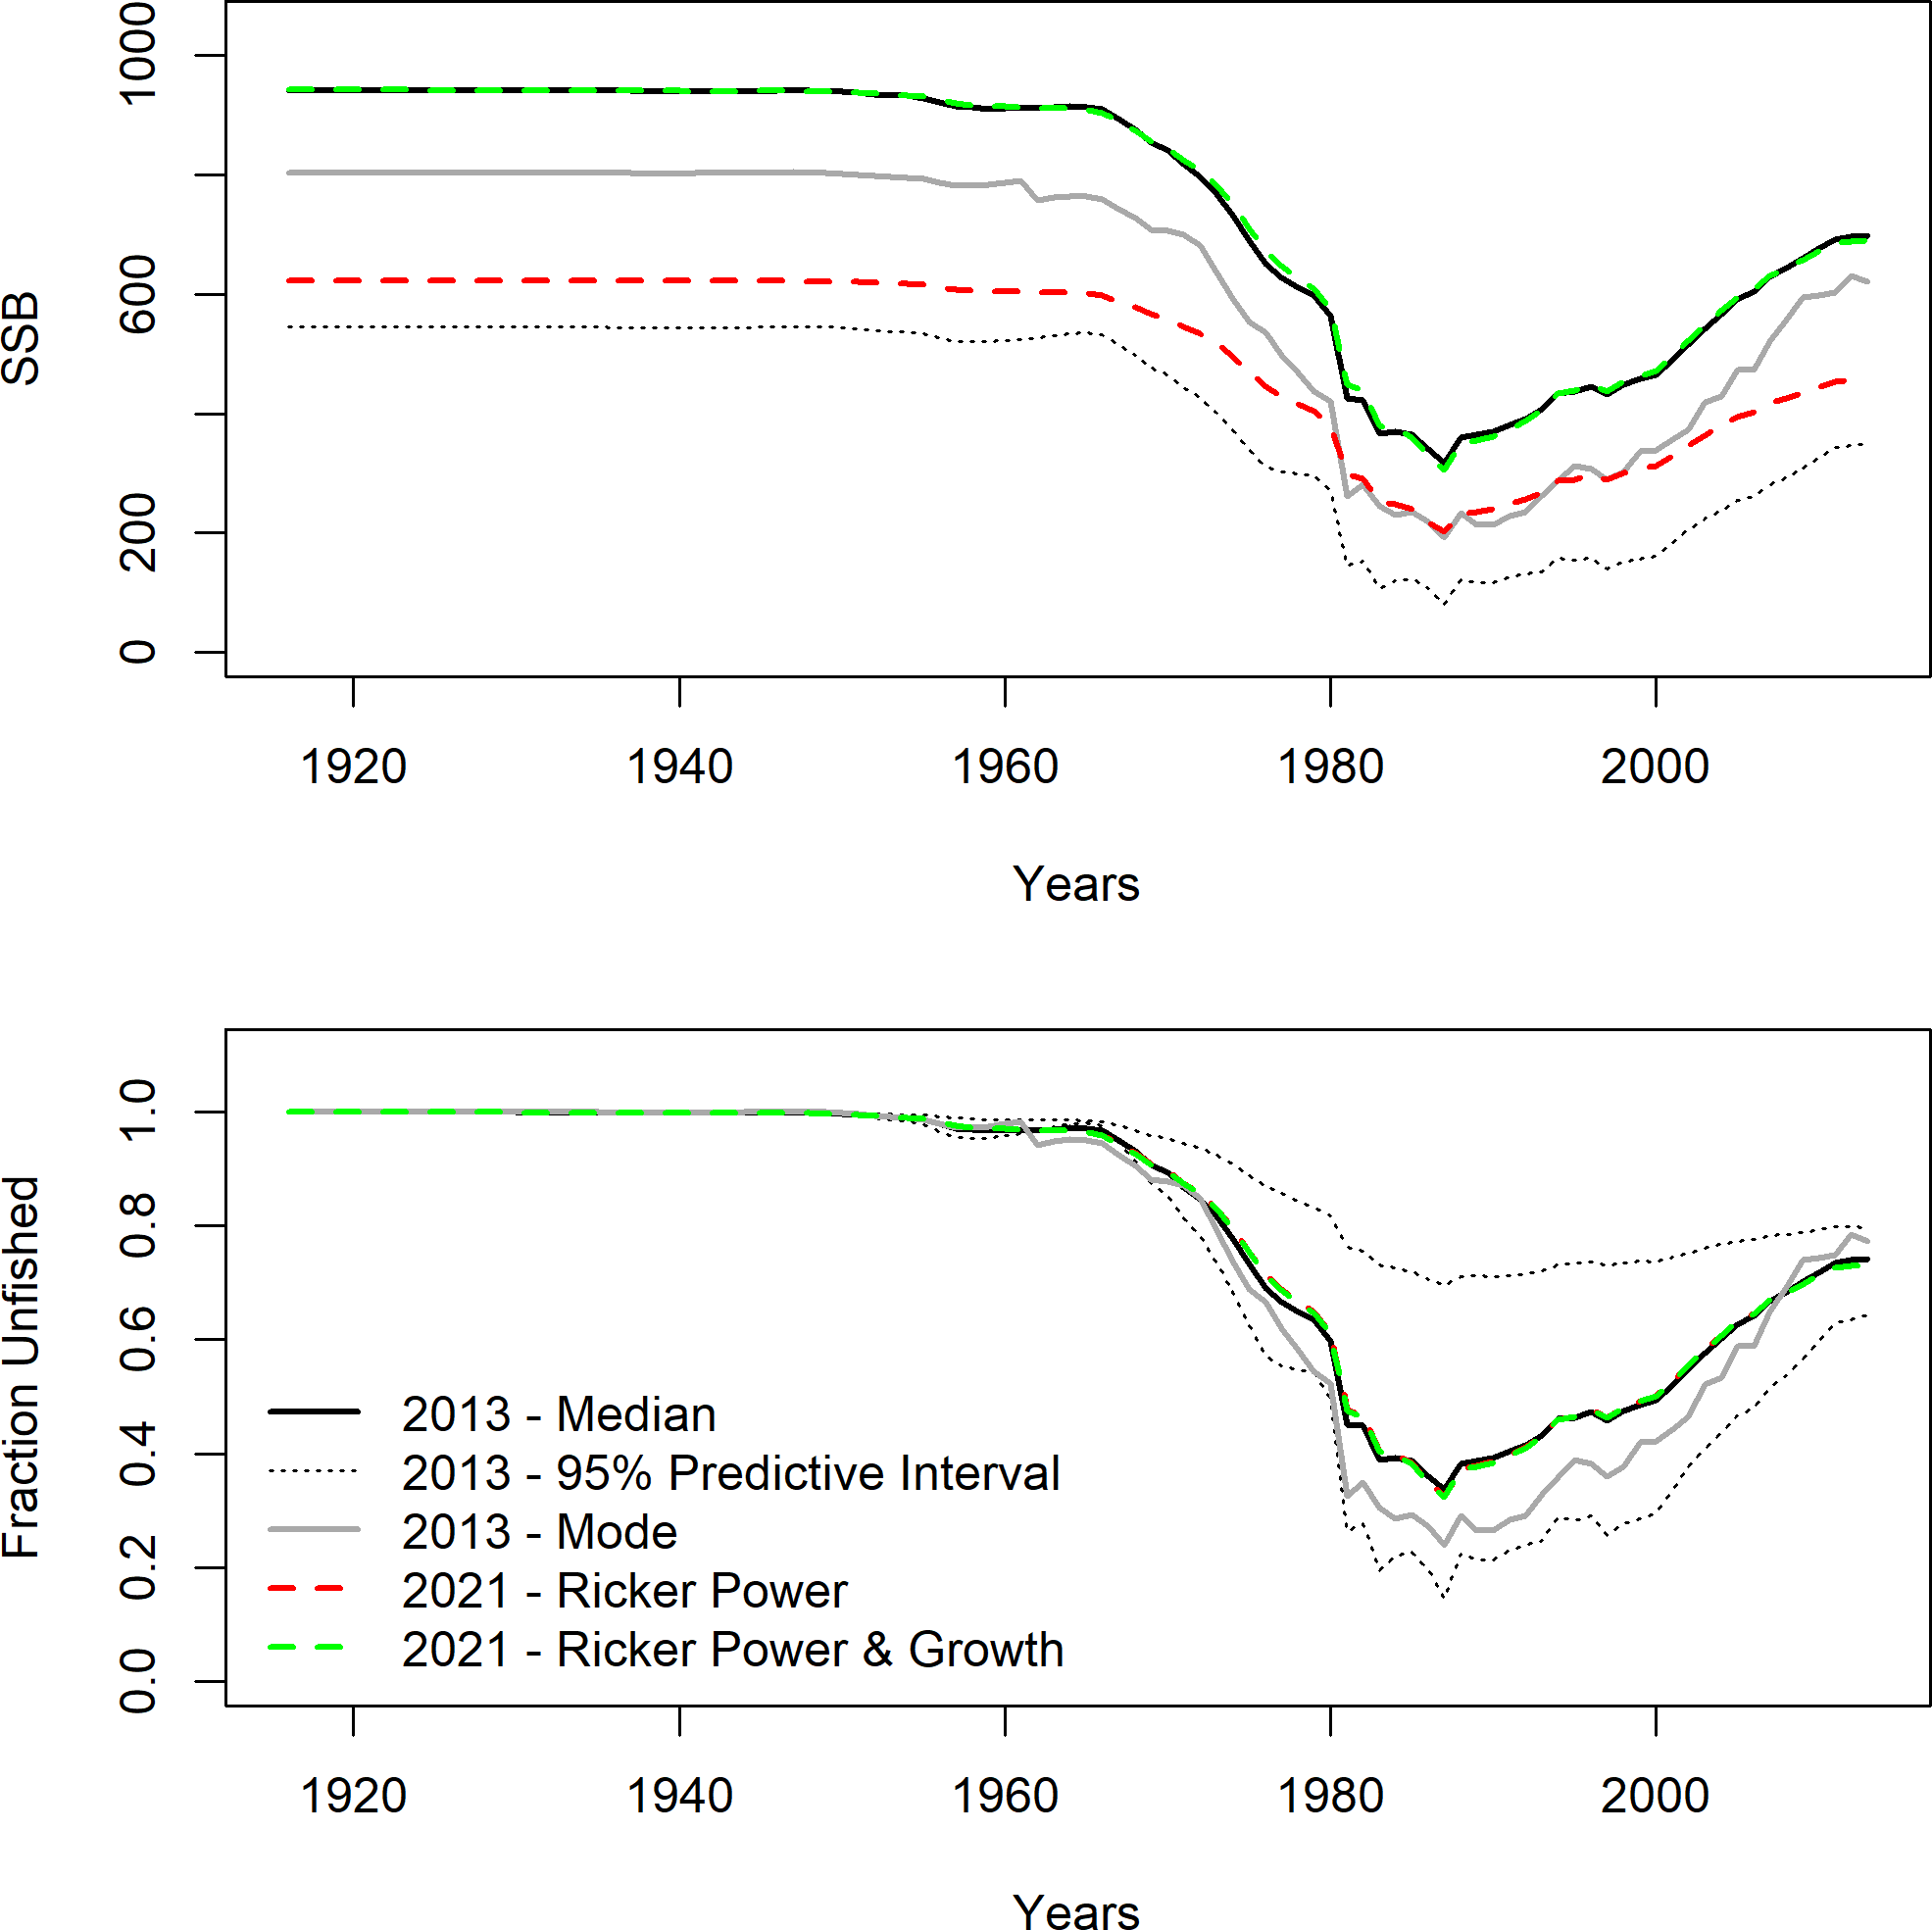 1000
600
200
0
SSB
1920 1940 1960 1980 2000
Years
1.0
0.8
0.6
0.4
0.2
0.0
Fraction Unfished
2013 - Median
2013 - 95% Predictive Interval
2013 - Mode
2021 - Ricker Power
2021 - Ricker Power & Growth
1920 1940 1960 1980 2000
Years